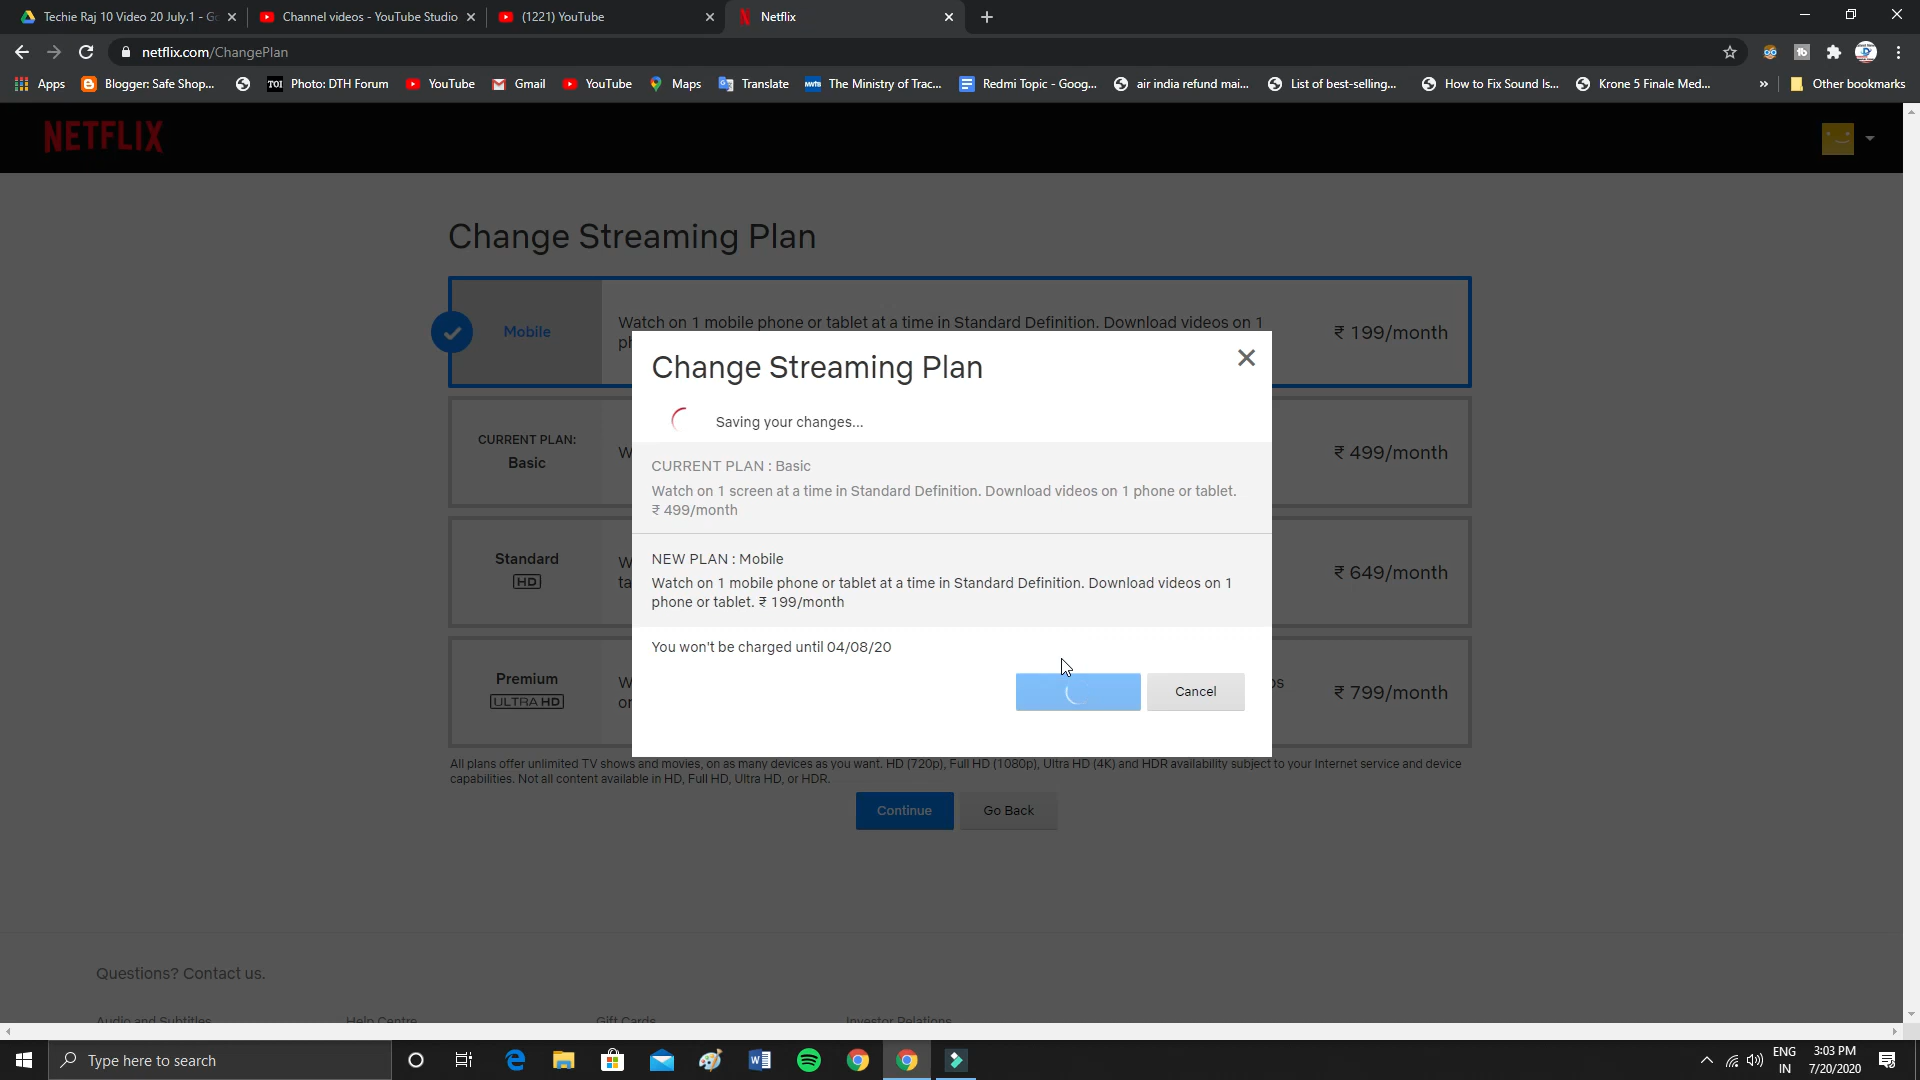 Techie Raj 10 Video 20 July.1 - Go
Channel videos - YouTube Studio
(1221) YouTube
Netflix
netflix.com/ChangePlan
Apps
Blogger: Safe Shop...
TOI
Photo: DTH Forum
YouTube
Gmail
YouTube
Maps
Translate
The Ministry of Trac...
Redmi Topic - Goog...
air india refund mai...
List of best-selling...
How to Fix Sound Is...
Krone 5 Finale Med...
»
Other bookmarks
NETFLIX
Change Streaming Plan
Mobile
Watch on 1 mobile phone or tablet at a time in Standard Definition. Download videos on 1
₹ 199/month
CURRENT PLAN:
Basic
₹ 499/month
Standard
HD
₹ 649/month
Premium
ULTRA HD
₹ 799/month
Change Streaming Plan
Saving your changes...
CURRENT PLAN : Basic
Watch on 1 screen at a time in Standard Definition. Download videos on 1 phone or tablet.
₹ 499/month
NEW PLAN : Mobile
Watch on 1 mobile phone or tablet at a time in Standard Definition. Download videos on 1
phone or tablet. ₹ 199/month
You won't be charged until 04/08/20
Cancel
All plans offer unlimited TV shows and movies, on as many devices as you want. HD (720p), Full HD (1080p), Ultra HD (4K) and HDR availability subject to your Internet service and device
capabilities. Not all content available in HD, Full HD, Ultra HD, or HDR.
Continue
Go Back
Questions? Contact us.
Audio and Subtitles
Help Centre
Gift Cards
Investor Relations
Type here to search
ENG
IN
3:03 PM
7/20/2020